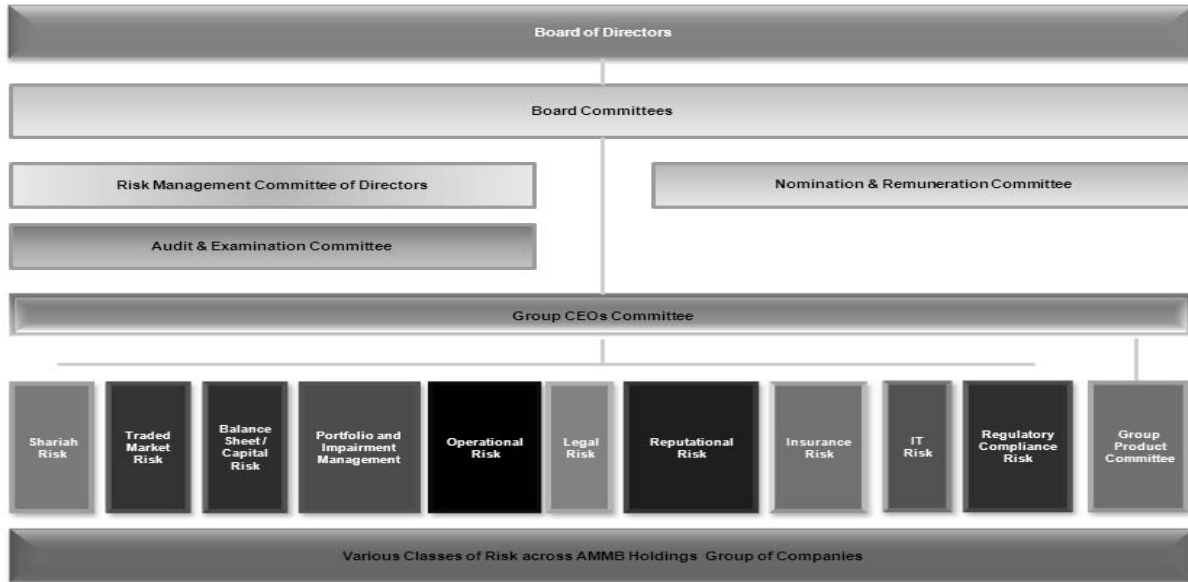 Board of Directors
Board Committees
Risk Management Committee of Directors
Nomination & Remuneration Committee
Audit & Examination Committee
Group CEOs Committee
Shariah
Risk
Traded
Market
Risk
Balance
Sheet /
Capital
Risk
Portfolio and
Impairment
Management
Operational
Risk
Legal
Risk
Reputational
Risk
Insurance
Risk
IT
Risk
Regulatory
Compliance
Risk
Group
Product
Committee
Various Classes of Risk across AMMB Holdings Group of Companies